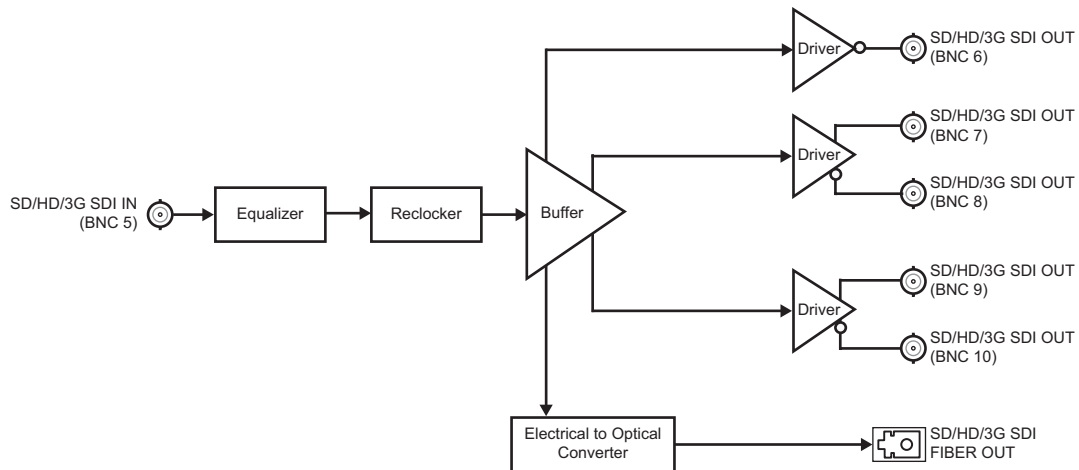 SD/HD/3G SDI IN
(BNC 5)
Equalizer
Reclocker
Buffer
Driver
SD/HD/3G SDI OUT
(BNC 6)
Driver
SD/HD/3G SDI OUT
(BNC 7)
SD/HD/3G SDI OUT
(BNC 8)
Driver
SD/HD/3G SDI OUT
(BNC 9)
SD/HD/3G SDI OUT
(BNC 10)
Electrical to Optical
Converter
SD/HD/3G SDI
FIBER OUT